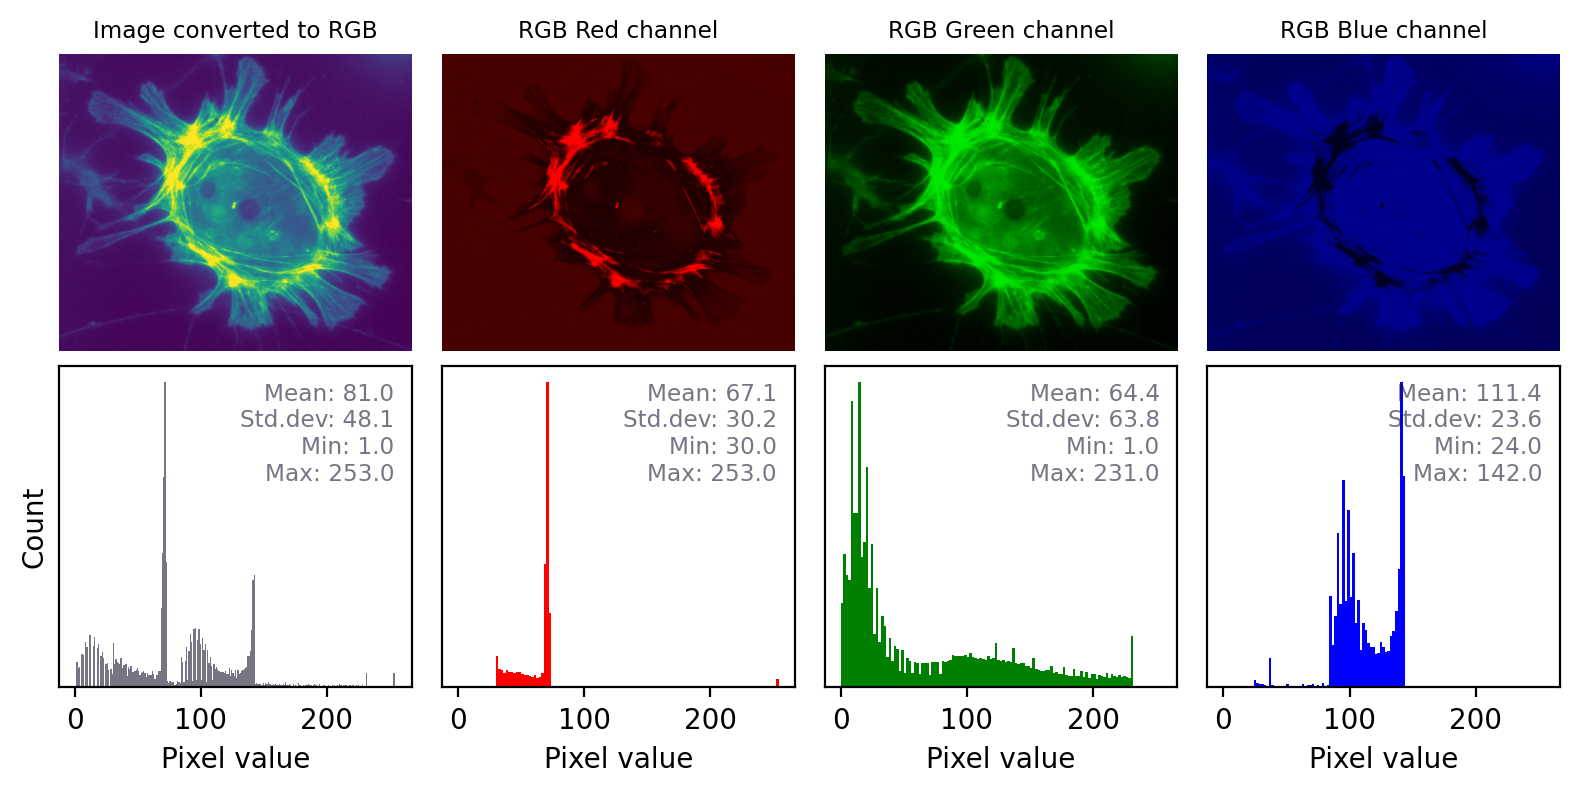 Image converted to RGB
RGB Red channel
RGB Green channel
RGB Blue channel
Count
Mean: 81.0
Std.dev: 48.1
Min: 1.0
Max: 253.0
0 100 200
Pixel value
Mean: 67.1
Std.dev: 30.2
Min: 30.0
Max: 253.0
0 100 200
Pixel value
Mean: 64.4
Std.dev: 63.8
Min: 1.0
Max: 231.0
0 100 200
Pixel value
Mean: 111.4
Std.dev: 23.6
Min: 24.0
Max: 142.0
0 100 200
Pixel value